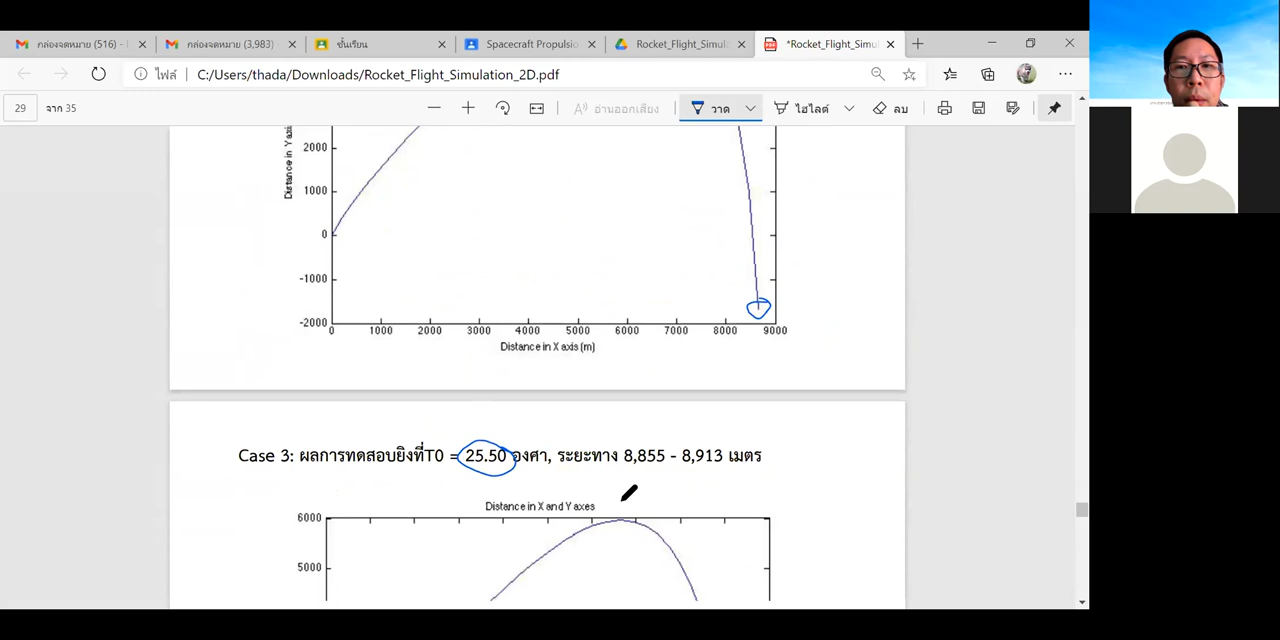 กล่องจดหมาย (516) -
กล่องจดหมาย (3,983) -
ชั้นเรียน
Spacecraft Propulsio
Rocket_Flight_Simula
*Rocket_Flight_Simu
ไฟล์
C:/Users/thada/Downloads/Rocket_Flight_Simulation_2D.pdf
29 จาก 35
อ่านออกเสียง
วาด
ไฮไลต์
ลบ
Distance in Y axi
2000
1000
0
-1000
-2000
0 1000 2000 3000 4000 5000 6000 7000 8000 9000
Distance in X axis (m)
Case 3: ผลการทดสอบยิงที่T0 = 25.50 องศา, ระยะทาง 8,855 - 8,913 เมตร
Distance in X and Y axes
6000
5000